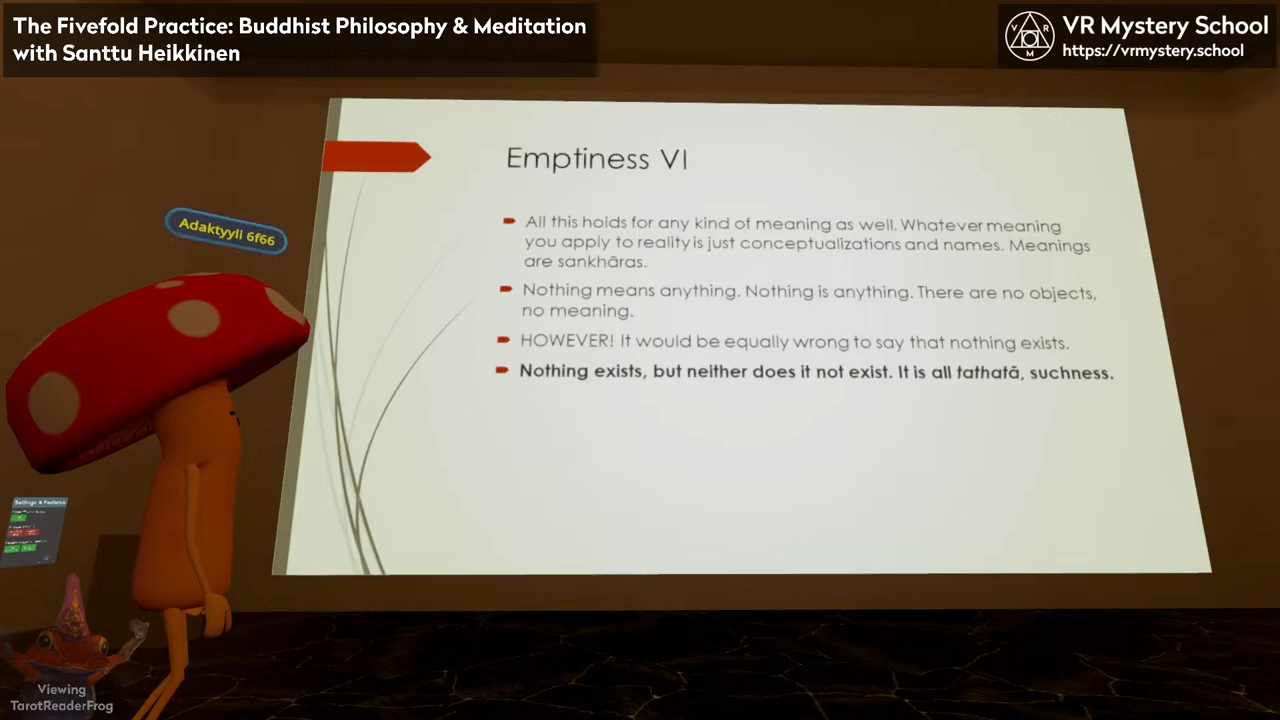 The Fivefold Practice: Buddhist Philosophy & Meditation
with Santtu Heikkinen
VR Mystery School
https://vrmystery.school
V R
M
Adaktyyli 6f66
Emptiness VI
All this holds for any kind of meaning as well. Whatever meaning
you apply to reality is just conceptualizations and names. Meanings
are sankhāras.
Nothing means anything. Nothing is anything. There are no objects,
no meaning.
HOWEVER! It would be equally wrong to say that nothing exists.
Nothing exists, but neither does it not exist. It is all tathatā, suchness.
Settings & Features
Viewing
TarotReaderFrog